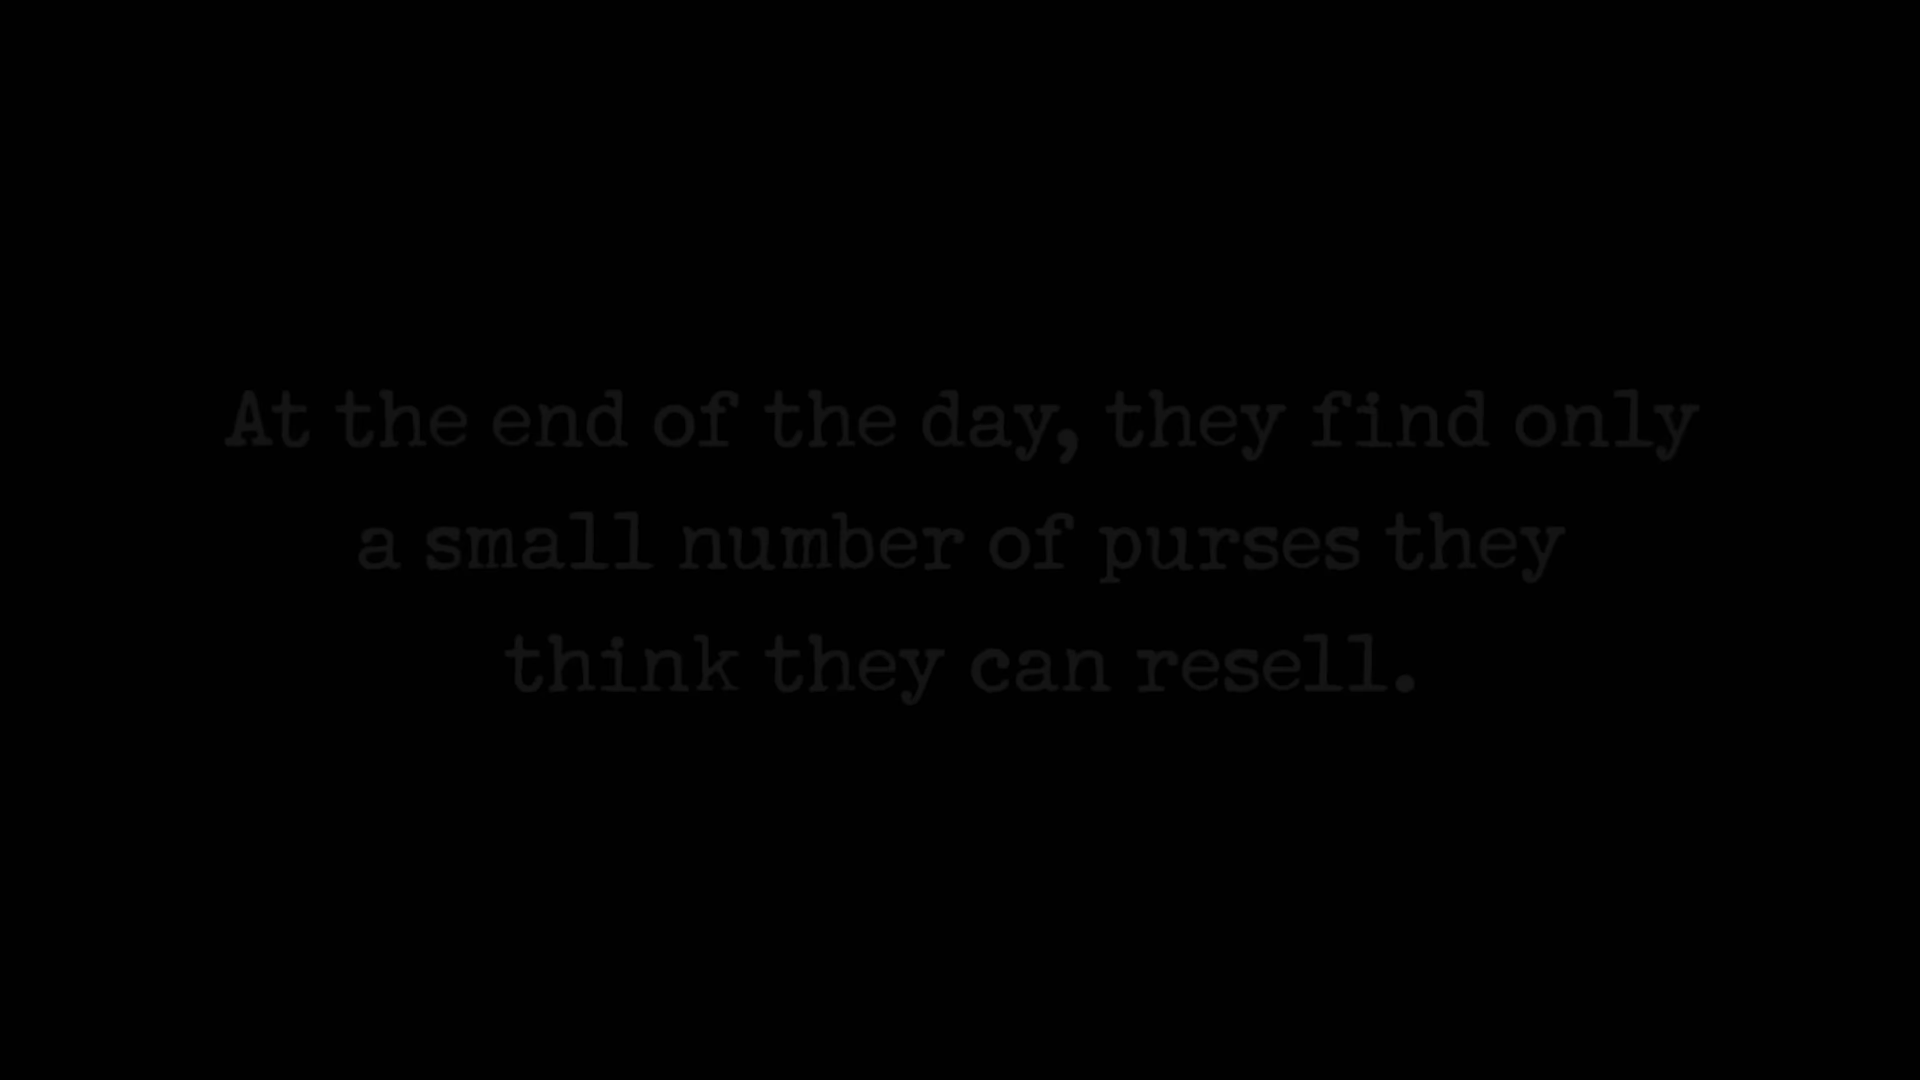 At the end of the day, they find only
a small number of purses they
think they can resell.